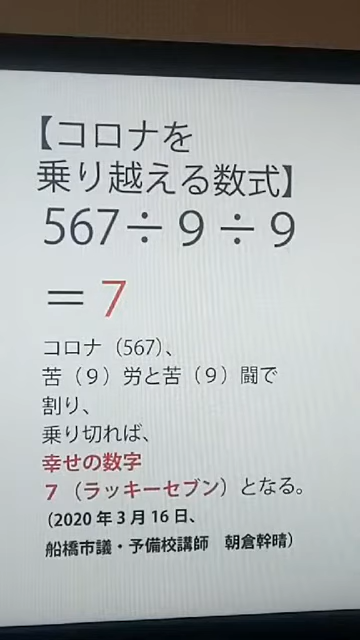 【コロナを
乗り越える数式】
567÷9÷9
=7
コロナ（567）、
苦（9）労と苦（9）闘で
割り、
乗り切れば、
幸せの数字
7（ラッキーセブン）となる。
（2020年3月16日、
船橋市議・予備校講師　朝倉幹晴）